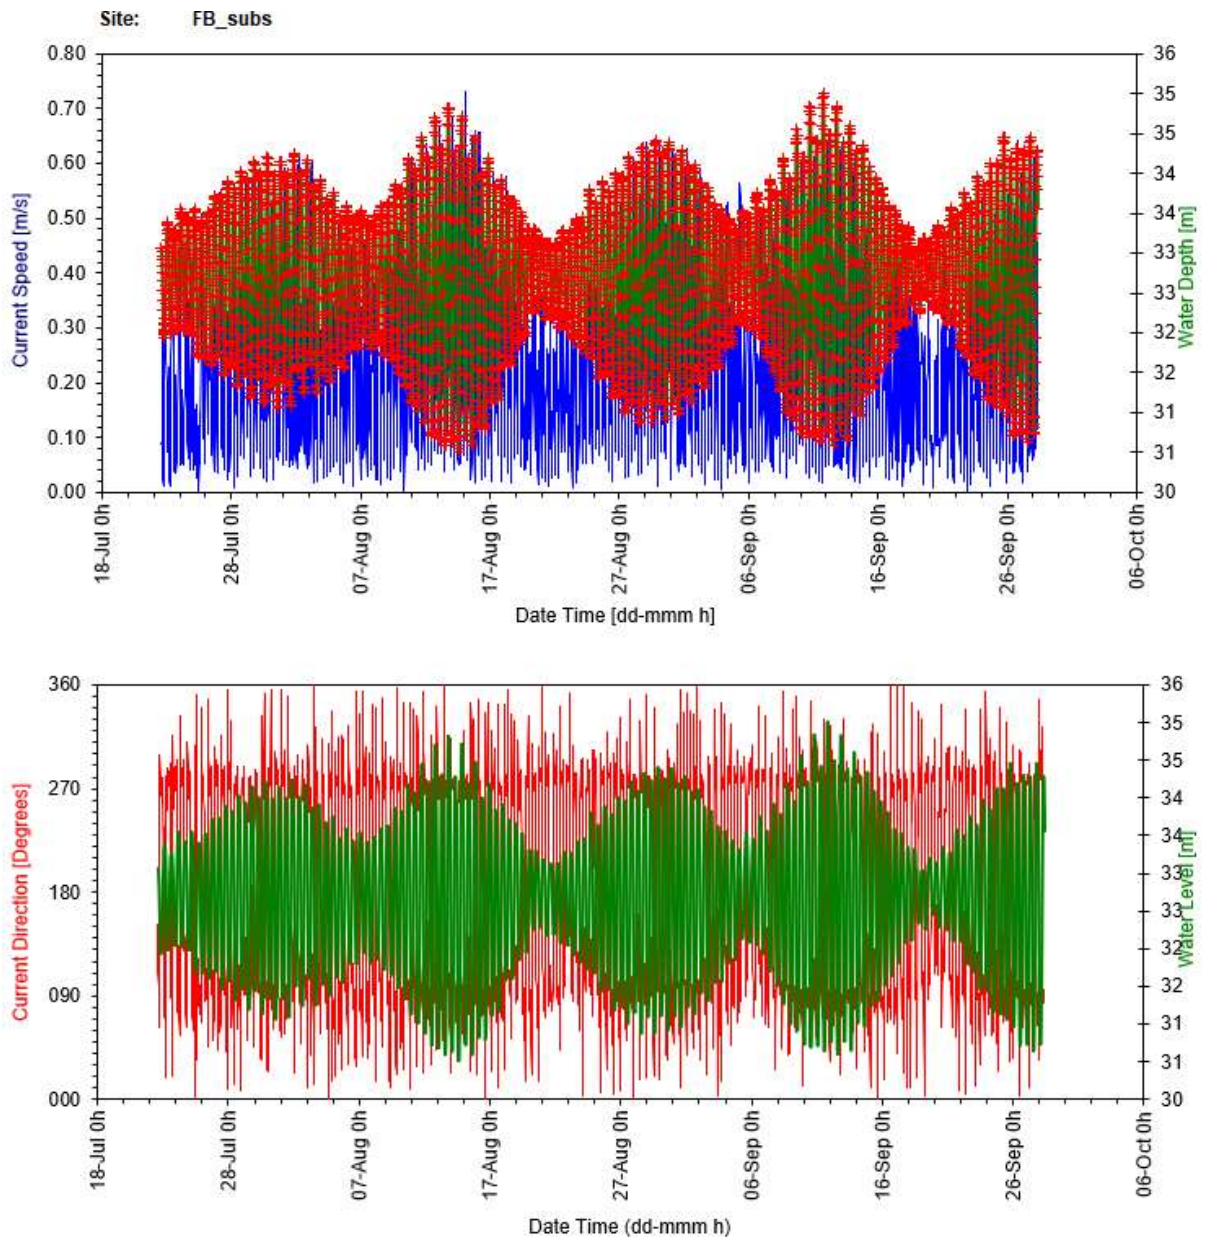 Site: FB_subs
0.80
0.70
0.60
0.50
0.40
0.30
0.20
0.10
0.00
Current Speed [m/s]
36
35
35
34
34
33
33
32
32
31
31
30
Water Depth [m]
18-Jul 0h
28-Jul 0h
07-Aug 0h
17-Aug 0h
27-Aug 0h
06-Sep 0h
16-Sep 0h
26-Sep 0h
06-Oct 0h
Date Time [dd-mmm h]
360
270
180
090
000
Current Direction [Degrees]
36
35
35
34
34
33
33
32
32
31
31
30
Water Level [m]
18-Jul 0h
28-Jul 0h
07-Aug 0h
17-Aug 0h
27-Aug 0h
06-Sep 0h
16-Sep 0h
26-Sep 0h
06-Oct 0h
Date Time (dd-mmm h)